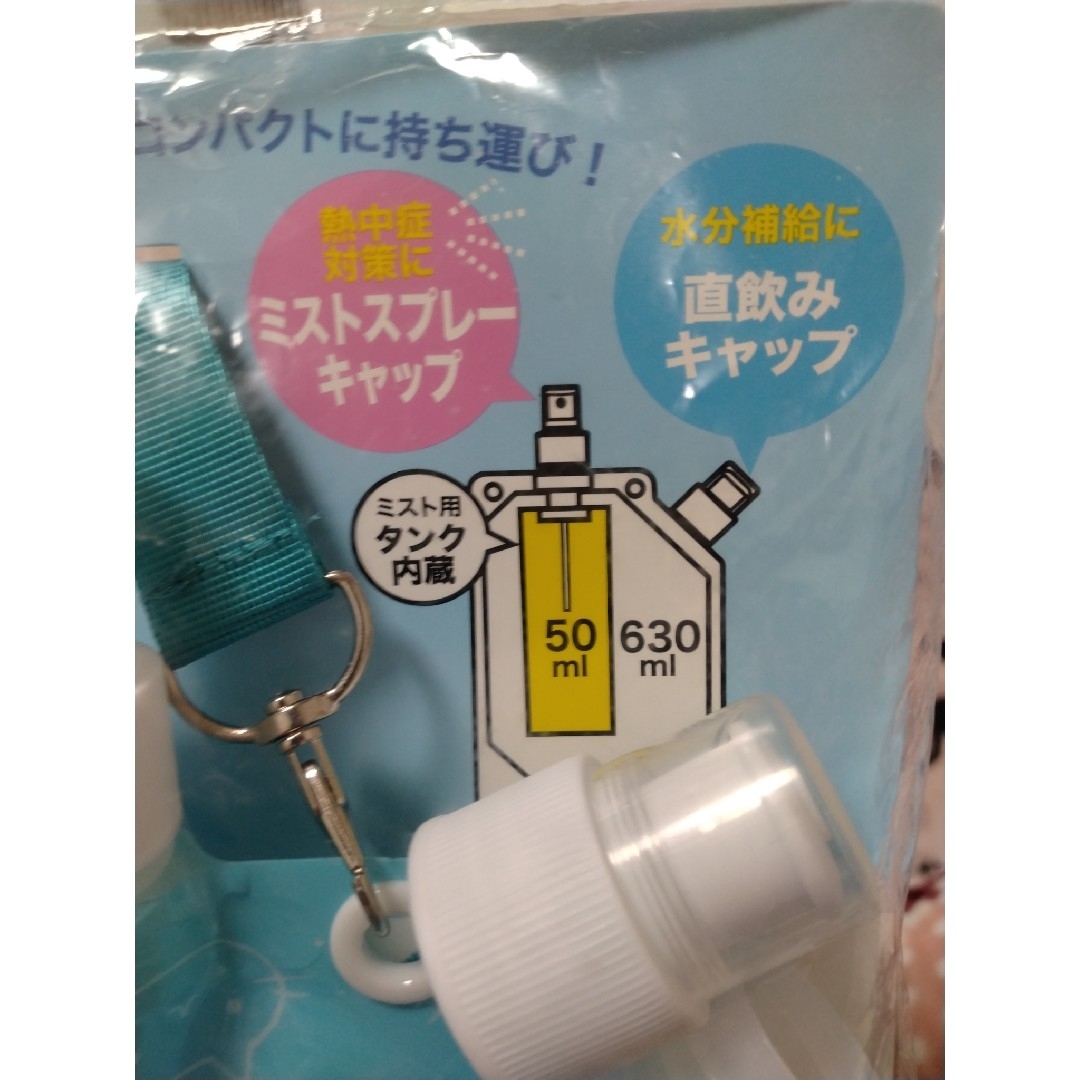 コンパクトに持ち運び！
熱中症
対策に
ミストスプレー
キャップ
水分補給に
直飲み
キャップ
ミスト用
タンク
内蔵
50
ml
630
ml